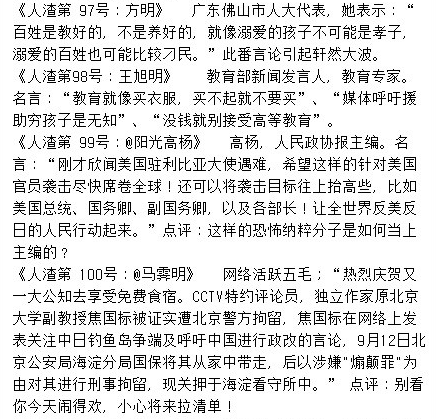 《人渣第 97号：方明》　　广东佛山市人大代表，她表示：“
百姓是教好的，不是养好的，就像溺爱的孩子不可能是孝子，
溺爱的百姓也可能比较刁民。”此番言论引起轩然大波。
《人渣第98号：王旭明》　　教育部新闻发言人，教育专家。
名言：“教育就像买衣服，买不起就不要买”、“媒体呼吁援
助穷孩子是无知”、“没钱就别接受高等教育”。
《人渣第 99号：@阳光高杨》　　高杨，人民政协报主编。名
言：“刚才欣闻美国驻利比亚大使遇难，希望这样的针对美国
官员袭击尽快席卷全球！还可以将袭击目标往上抬高些，比如
美国总统、国务卿、副国务卿，以及各部长！让全世界反美反
日的人民行动起来。”点评：这样的恐怖纳粹分子是如何当上
主编的？
《人渣第 100号：@马霁明》　　网络活跃五毛；“热烈庆贺又
一大公知去享受免费食宿。CCTV特约评论员，独立作家原北京
大学副教授焦国标被证实遭北京警方拘留，焦国标在网络上发
表关注中日钓鱼岛争端及呼吁中国进行政改的言论，9月12日北
京公安局海淀分局国保将其从家中带走，后以涉嫌"煽颠罪"为
由对其进行刑事拘留，现关押于海淀看守所中。” 点评：别看
你今天闹得欢，小心将来拉清单！